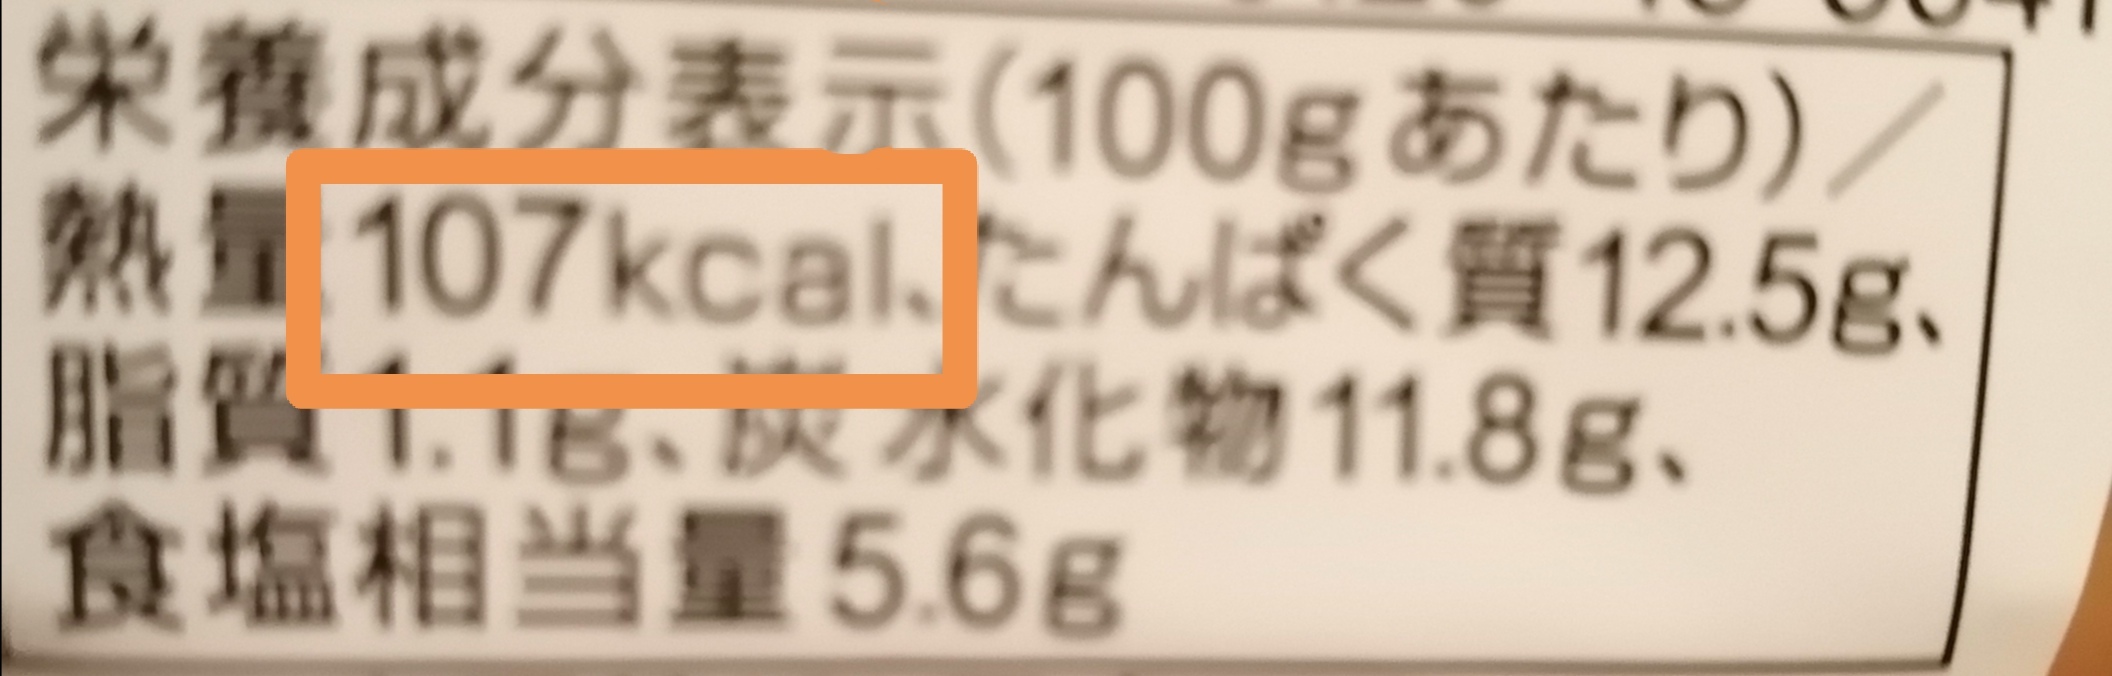 栄養成分表示(100gあたり)／
熱量107kcal、たんぱく質12.5g、
脂質1.1g、炭水化物11.8g、
食塩相当量5.6g